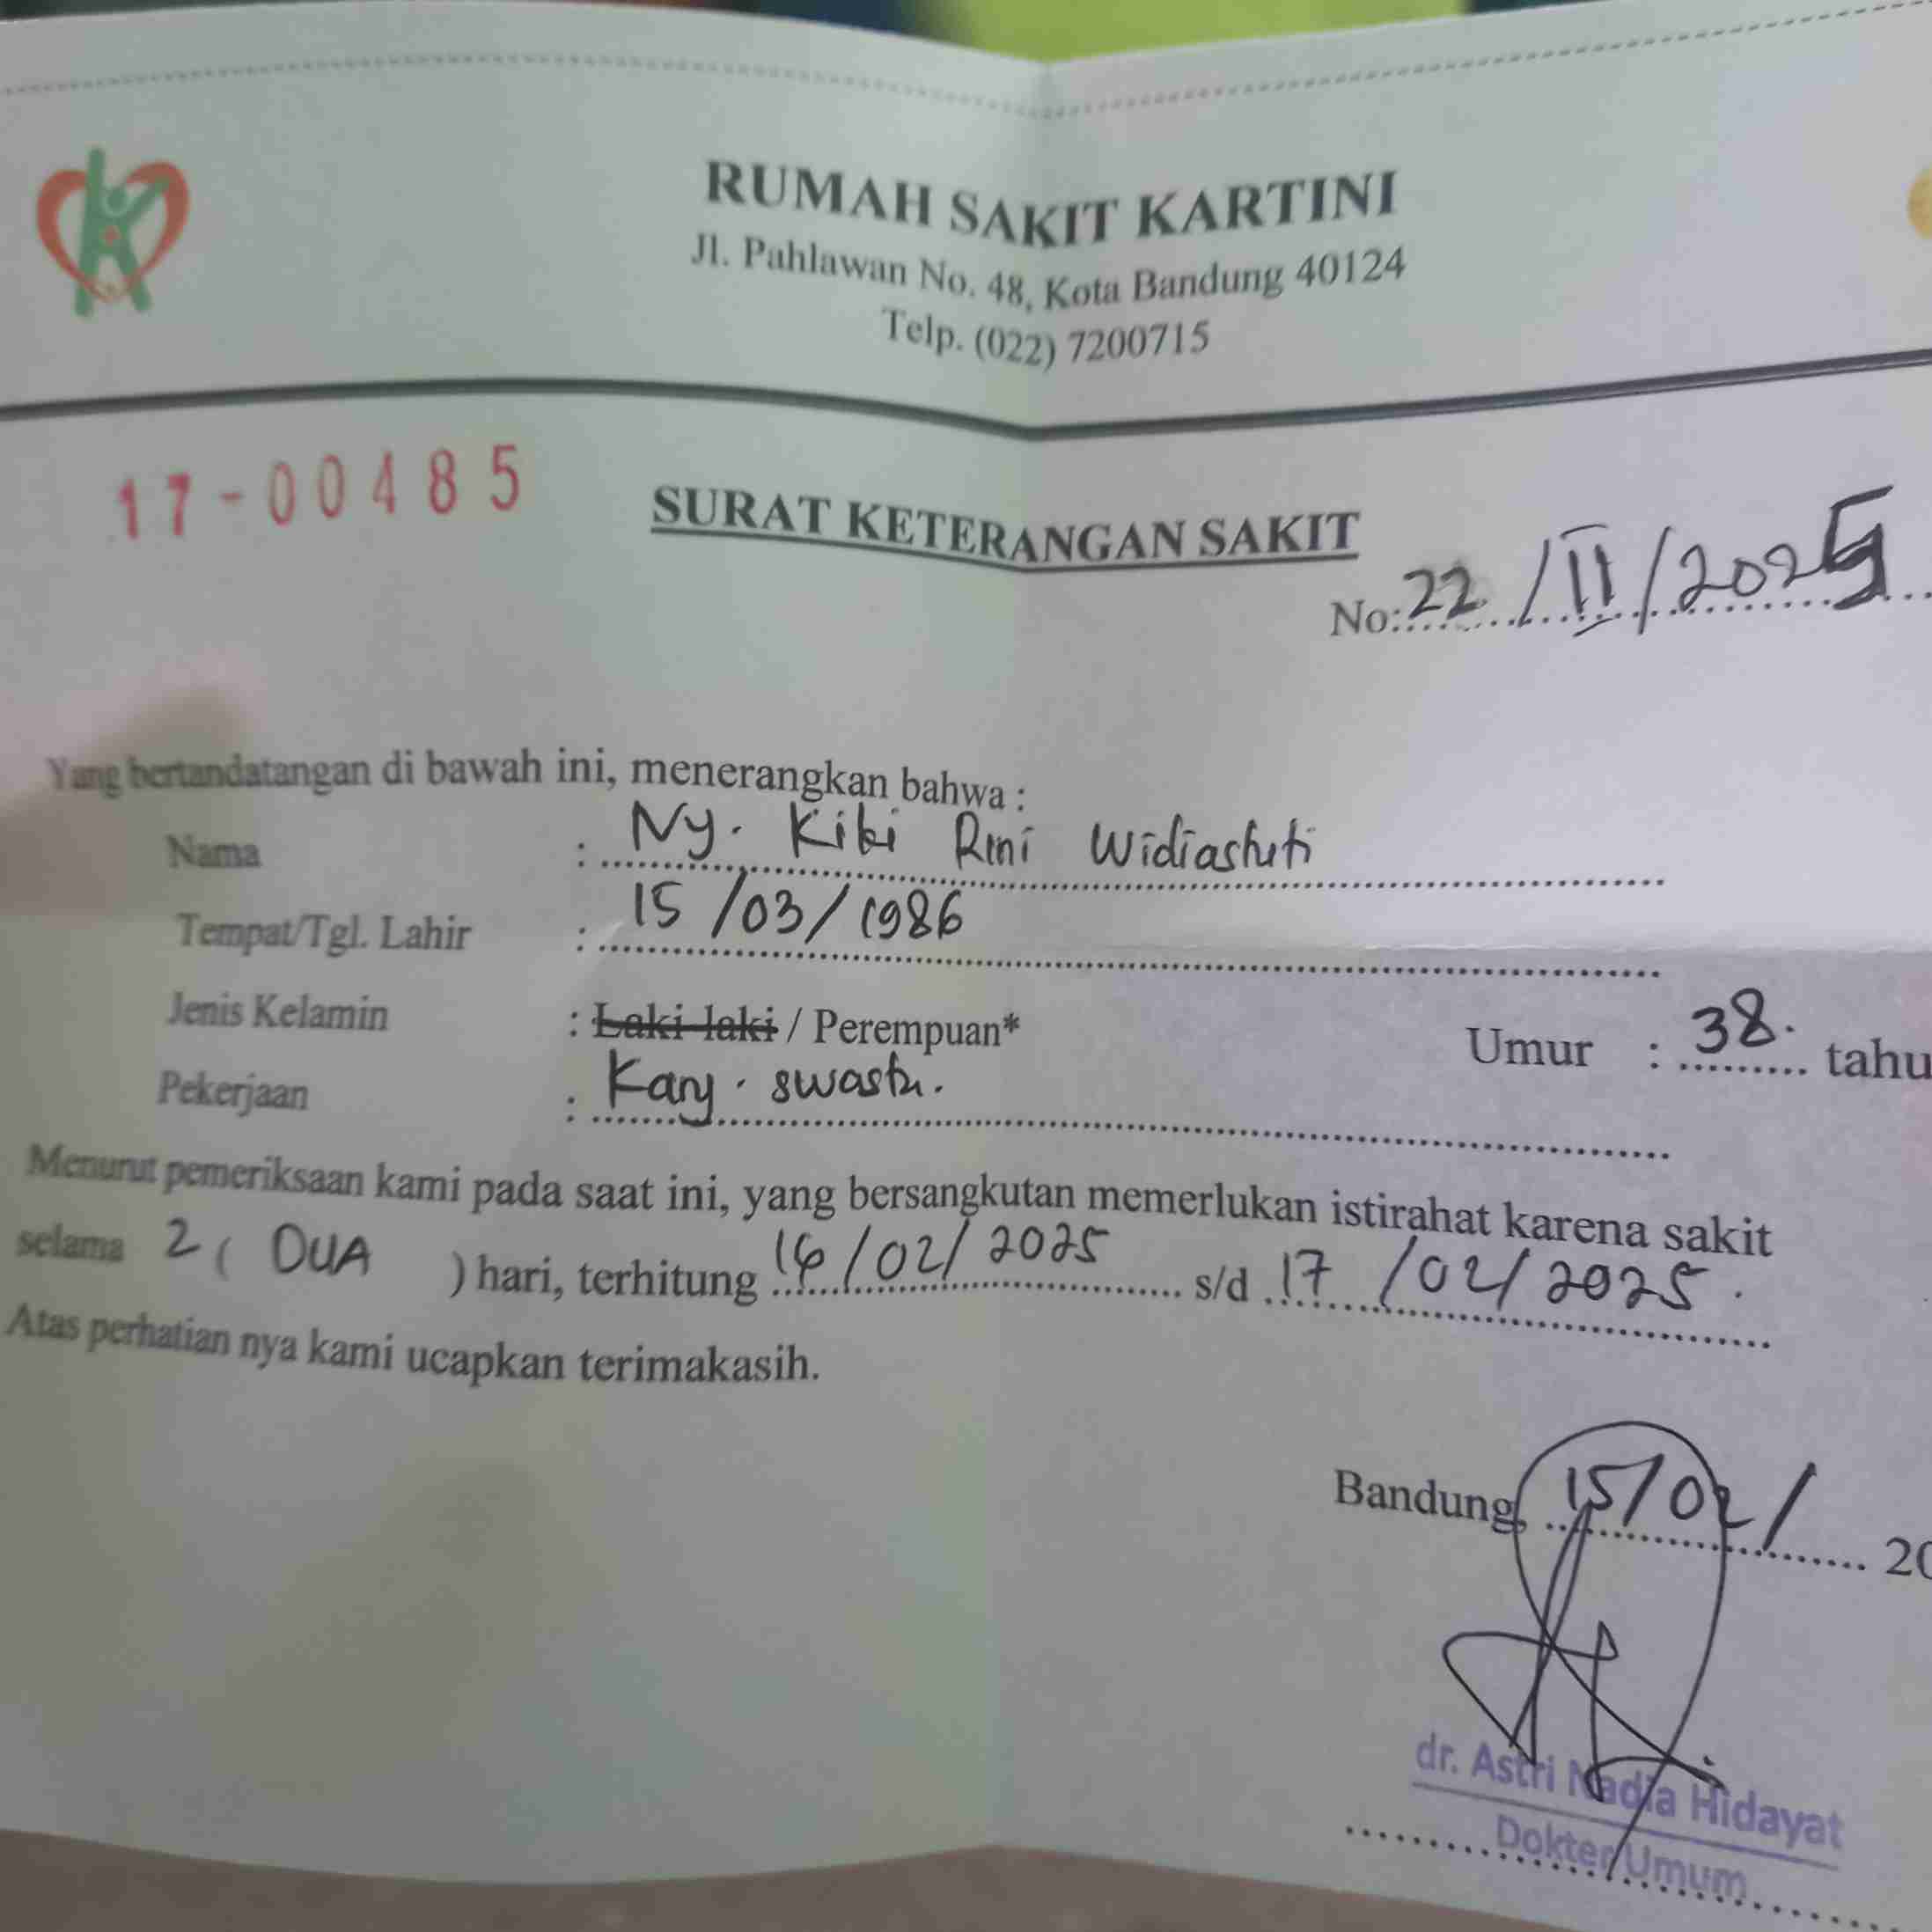 RUMAH SAKIT KARTINI
Jl. Pahlawan No. 48, Kota Bandung 40124
Telp. (022) 7200715
17-00485
SURAT KETERANGAN SAKIT
No: 22 / II / 2025
Yang bertandatangan di bawah ini, menerangkan bahwa :
Nama : Ny. Kiki Rini Widiastuti
Tempat/Tgl. Lahir : 15 / 03 / 1986
Jenis Kelamin : Laki-laki / Perempuan* Umur : 38. tahu
Pekerjaan : Kary. swasta.
Menurut pemeriksaan kami pada saat ini, yang bersangkutan memerlukan istirahat karena sakit
selama 2 ( DUA ) hari, terhitung 16 / 02 / 2025 s/d 17 / 02 / 2025.
Atas perhatian nya kami ucapkan terimakasih.
Bandung, 15 / 02 / 20
dr. Astri Nadia Hidayat
Dokter Umum